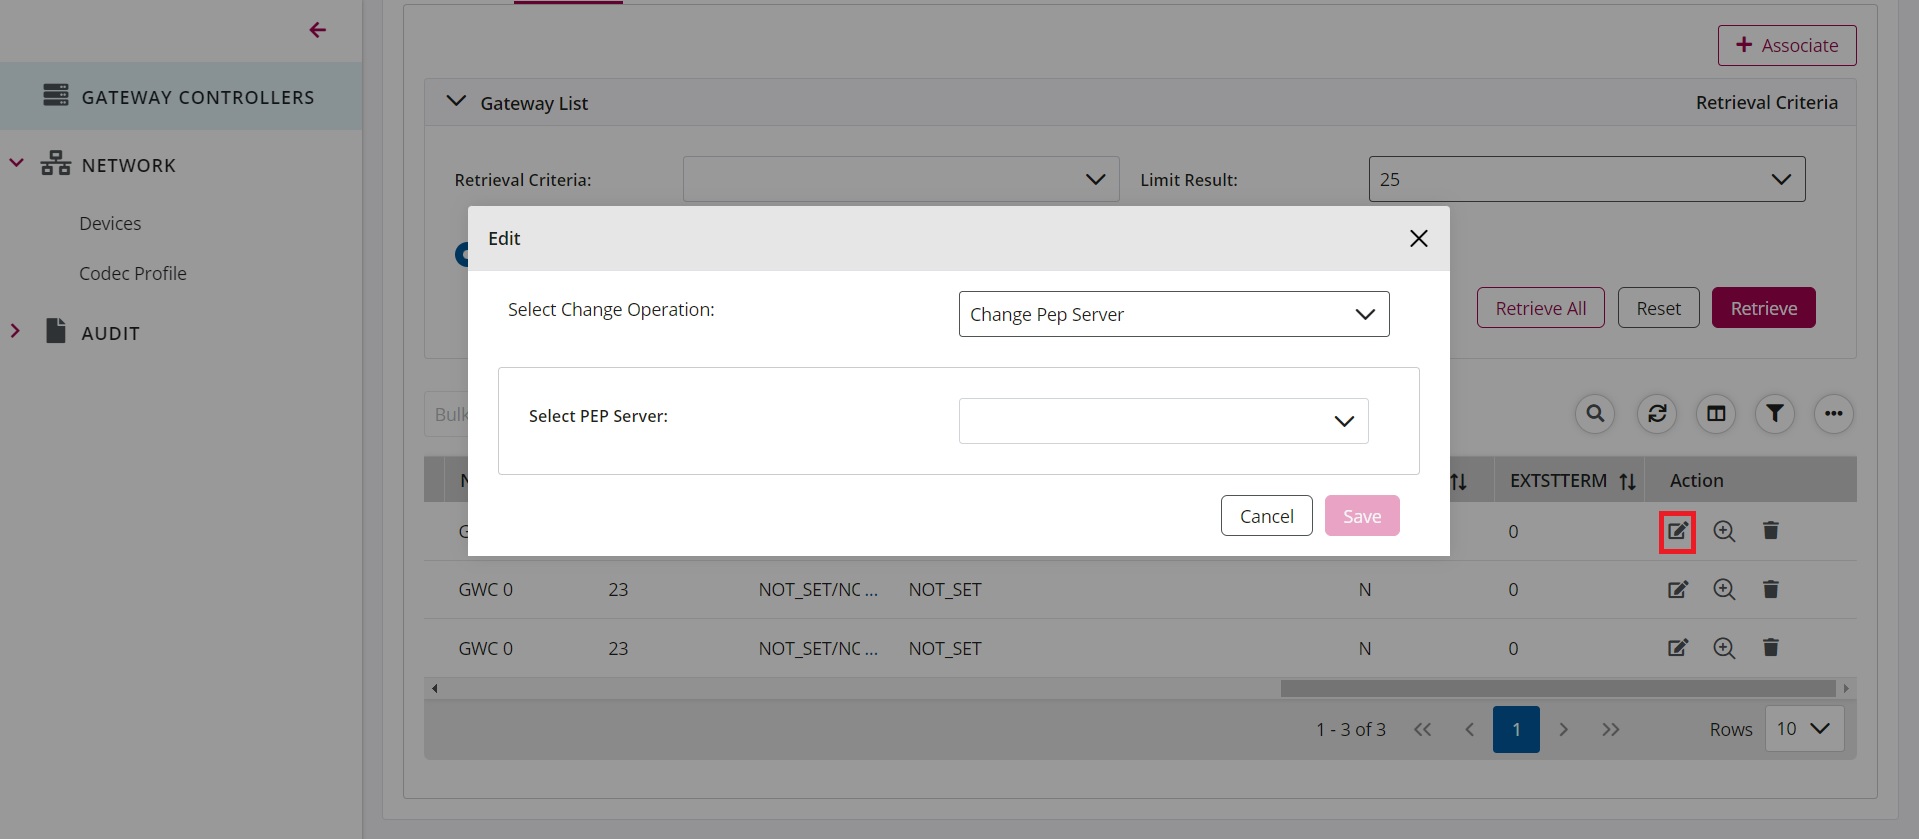 + Associate
GATEWAY CONTROLLERS
Gateway List
Retrieval Criteria
NETWORK
Retrieval Criteria:
Limit Result:
25
Devices
Edit
Codec Profile
Select Change Operation:
Change Pep Server
Retrieve All
Reset
Retrieve
AUDIT
Bulk
Select PEP Server:
EXTSTTERM
Action
Cancel
Save
0
GWC 0 23 NOT_SET/NC ... NOT_SET N 0
GWC 0 23 NOT_SET/NC ... NOT_SET N 0
1 - 3 of 3 << < 1 > >> Rows 10